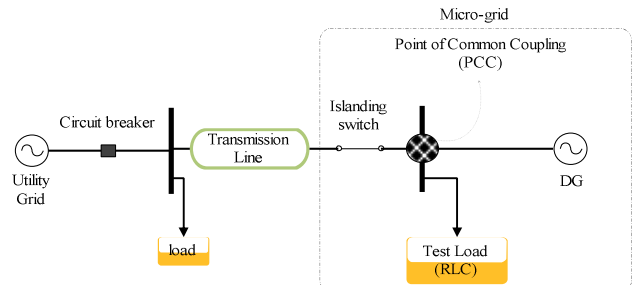 Micro-grid
Point of Common Coupling
(PCC)
Islanding
switch
Circuit breaker
Transmission
Line
Utility
Grid
DG
load
Test Load
(RLC)